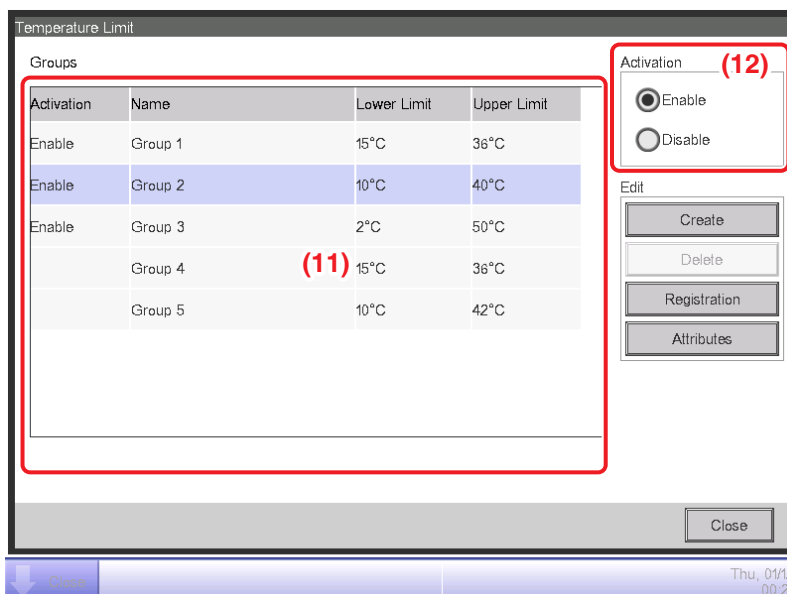 Temperature Limit
Groups
Activation Name Lower Limit Upper Limit
Enable Group 1 15°C 36°C
Enable Group 2 10°C 40°C
Enable Group 3 2°C 50°C
Group 4 (11) 15°C 36°C
Group 5 10°C 42°C
Activation (12)
Enable
Disable
Edit
Create
Delete
Registration
Attributes
Close
Close
Thu, 01/1
00:2